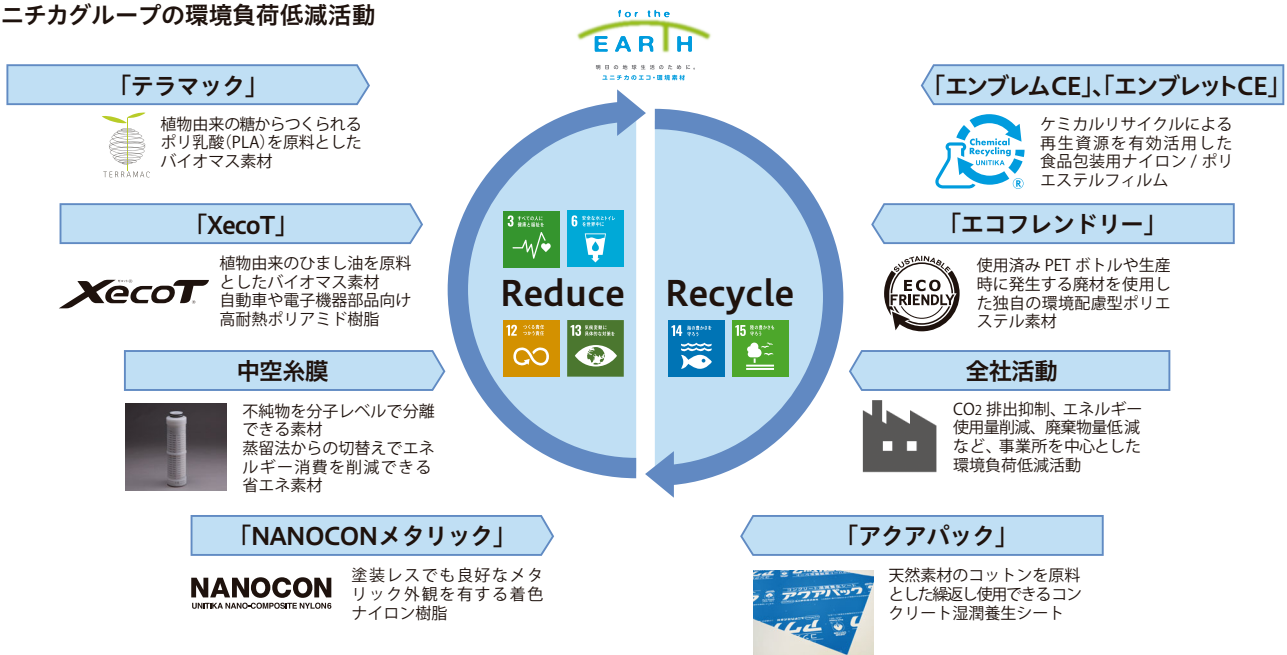 ニチカグループの環境負荷低減活動
for the
EARTH
明日の地球生活のために。
ユニチカのエコ・環境素材
「テラマック」
TERRAMAC
植物由来の糖からつくられる
ポリ乳酸(PLA)を原料とした
バイオマス素材
「XecoT」
XecoT
植物由来のひまし油を原料
としたバイオマス素材
自動車や電子機器部品向け
高耐熱ポリアミド樹脂
中空糸膜
不純物を分子レベルで分離
できる素材
蒸留法からの切替えでエネ
ルギー消費を削減できる
省エネ素材
「NANOCONメタリック」
NANOCON
UNITIKA NANO-COMPOSITE NYLON6
塗装レスでも良好なメタ
リック外観を有する着色
ナイロン樹脂
3 すべての人に
健康と福祉を
6 安全な水とトイレ
を世界中に
Reduce
12 つくる責任
つかう責任
13 気候変動に
具体的な対策を
Recycle
14 海の豊かさを
守ろう
15 陸の豊かさも
守ろう
「エンブレムCE」、「エンブレットCE」
Chemical
Recycling
UNITIKA
®
ケミカルリサイクルによる
再生資源を有効活用した
食品包装用ナイロン / ポリ
エステルフィルム
「エコフレンドリー」
SUSTAINABLE
ECO
FRIENDLY
使用済み PET ボトルや生産
時に発生する廃材を使用し
た独自の環境配慮型ポリエ
ステル素材
全社活動
CO2 排出抑制、エネルギー
使用量削減、廃棄物量低減
など、事業所を中心とした
環境負荷低減活動
「アクアパック」
アクアパック
天然素材のコットンを原料
とした繰返し使用できるコン
クリート湿潤養生シート